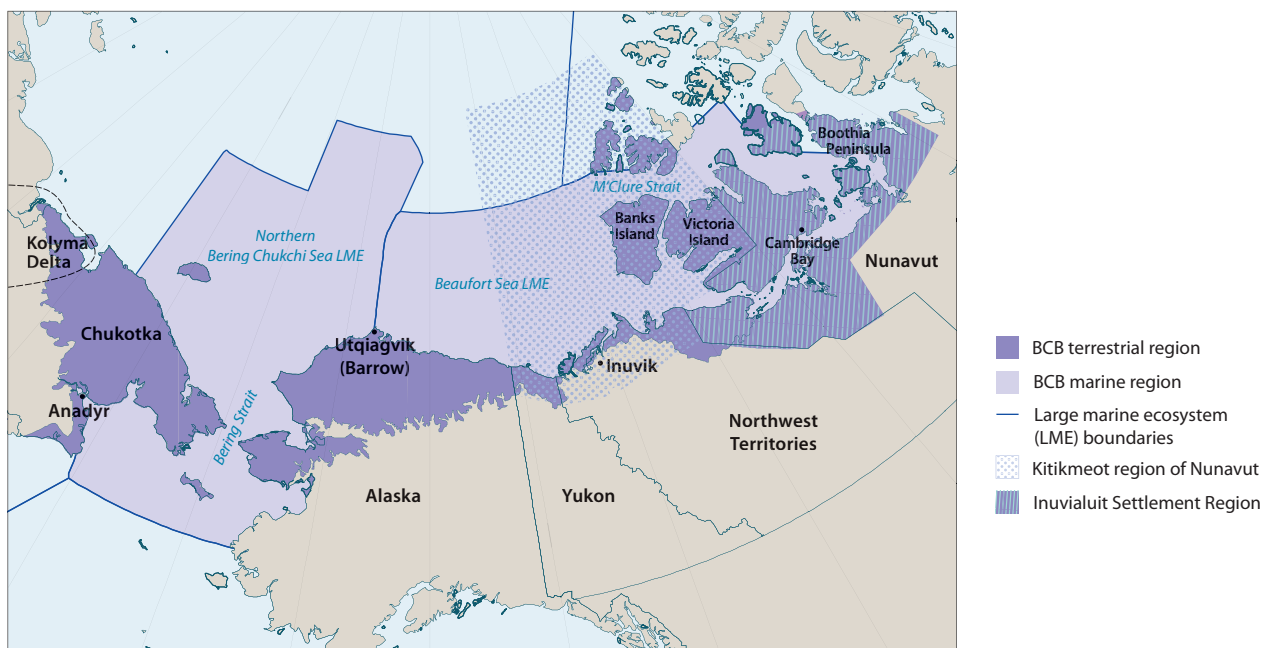 Boothia
Peninsula
M'Clure Strait
Banks
Island
Victoria
Island
Cambridge
Bay
Nunavut
Kolyma
Delta
Northern
Bering Chukchi Sea LME
Beaufort Sea LME
Chukotka
Utqiagvik
(Barrow)
Inuvik
Anadyr
Bering Strait
Northwest
Territories
Alaska
Yukon
BCB terrestrial region
BCB marine region
Large marine ecosystem
(LME) boundaries
Kitikmeot region of Nunavut
Inuvialuit Settlement Region